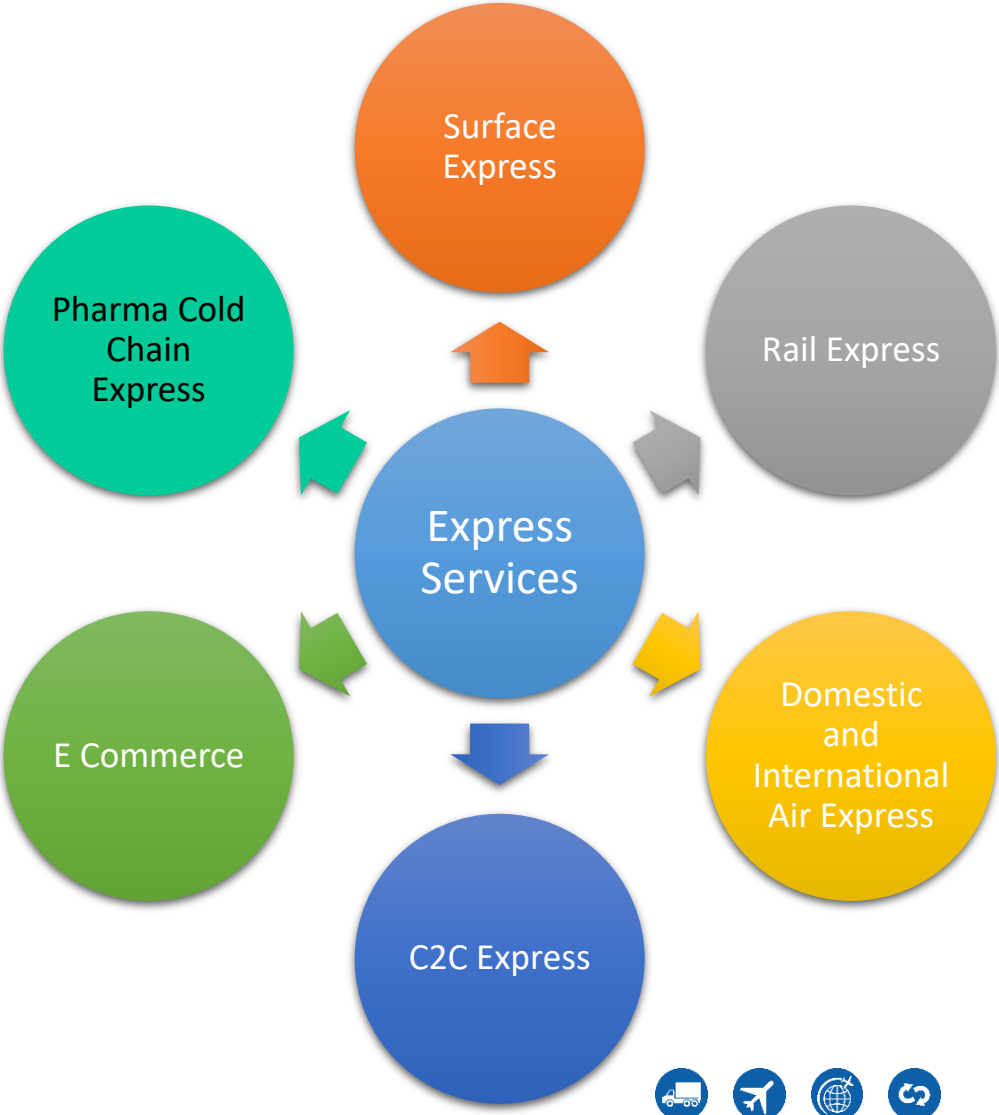 Surface
Express
Pharma Cold
Chain
Express
Rail Express
Express
Services
E Commerce
Domestic
and
International
Air Express
C2C Express